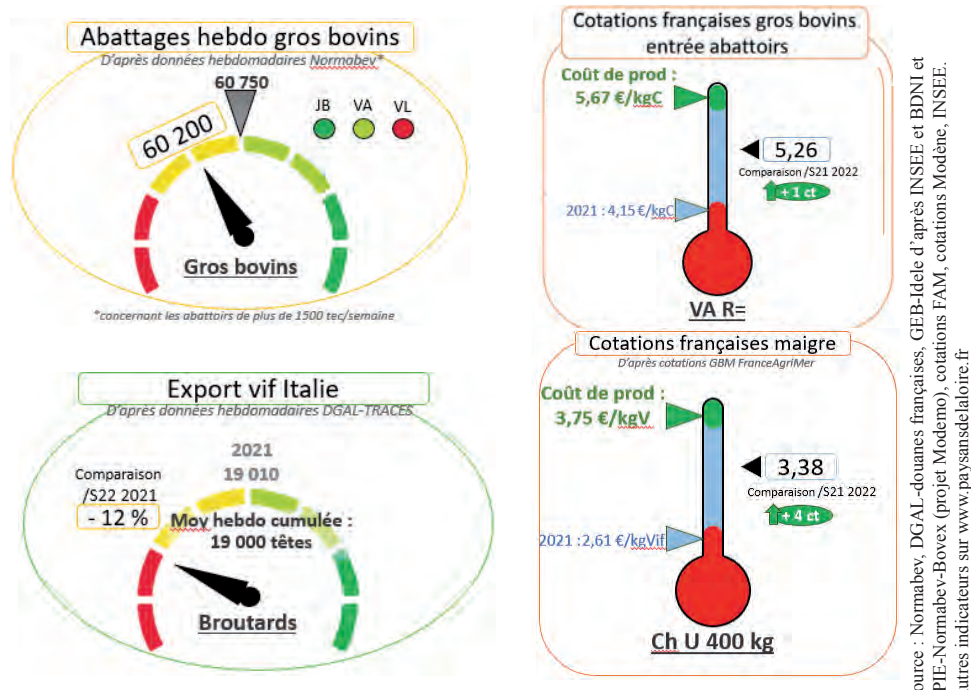 Abattages hebdo gros bovins
D'après données hebdomadaires Normabev*
60 750
60 200
JB VA VL
Gros bovins
*concernant les abattoirs de plus de 1500 tec/semaine
Export vif Italie
D'après données hebdomadaires DGAL-TRACES
2021
19 010
Comparaison
/S22 2021
- 12 %
Moy hebdo cumulée :
19 000 têtes
Broutards
Cotations françaises gros bovins
entrée abattoirs
Coût de prod :
5,67 €/kgC
5,26
Comparaison /S21 2022
+ 1 ct
2021 : 4,15 €/kgC
VA R=
Cotations françaises maigre
D'après cotations GBM FranceAgriMer
Coût de prod :
3,75 €/kgV
3,38
Comparaison /S21 2022
+ 4 ct
2021 : 2,61 €/kgVif
Ch U 400 kg
ource : Normabev, DGAL-douanes françaises, GEB-Idele d'après INSEE et BDNI et
PIE-Normabev-Bovex (projet Modemo), cotations FAM, cotations Modène, INSEE.
utres indicateurs sur www.paysansdelaloire.fr